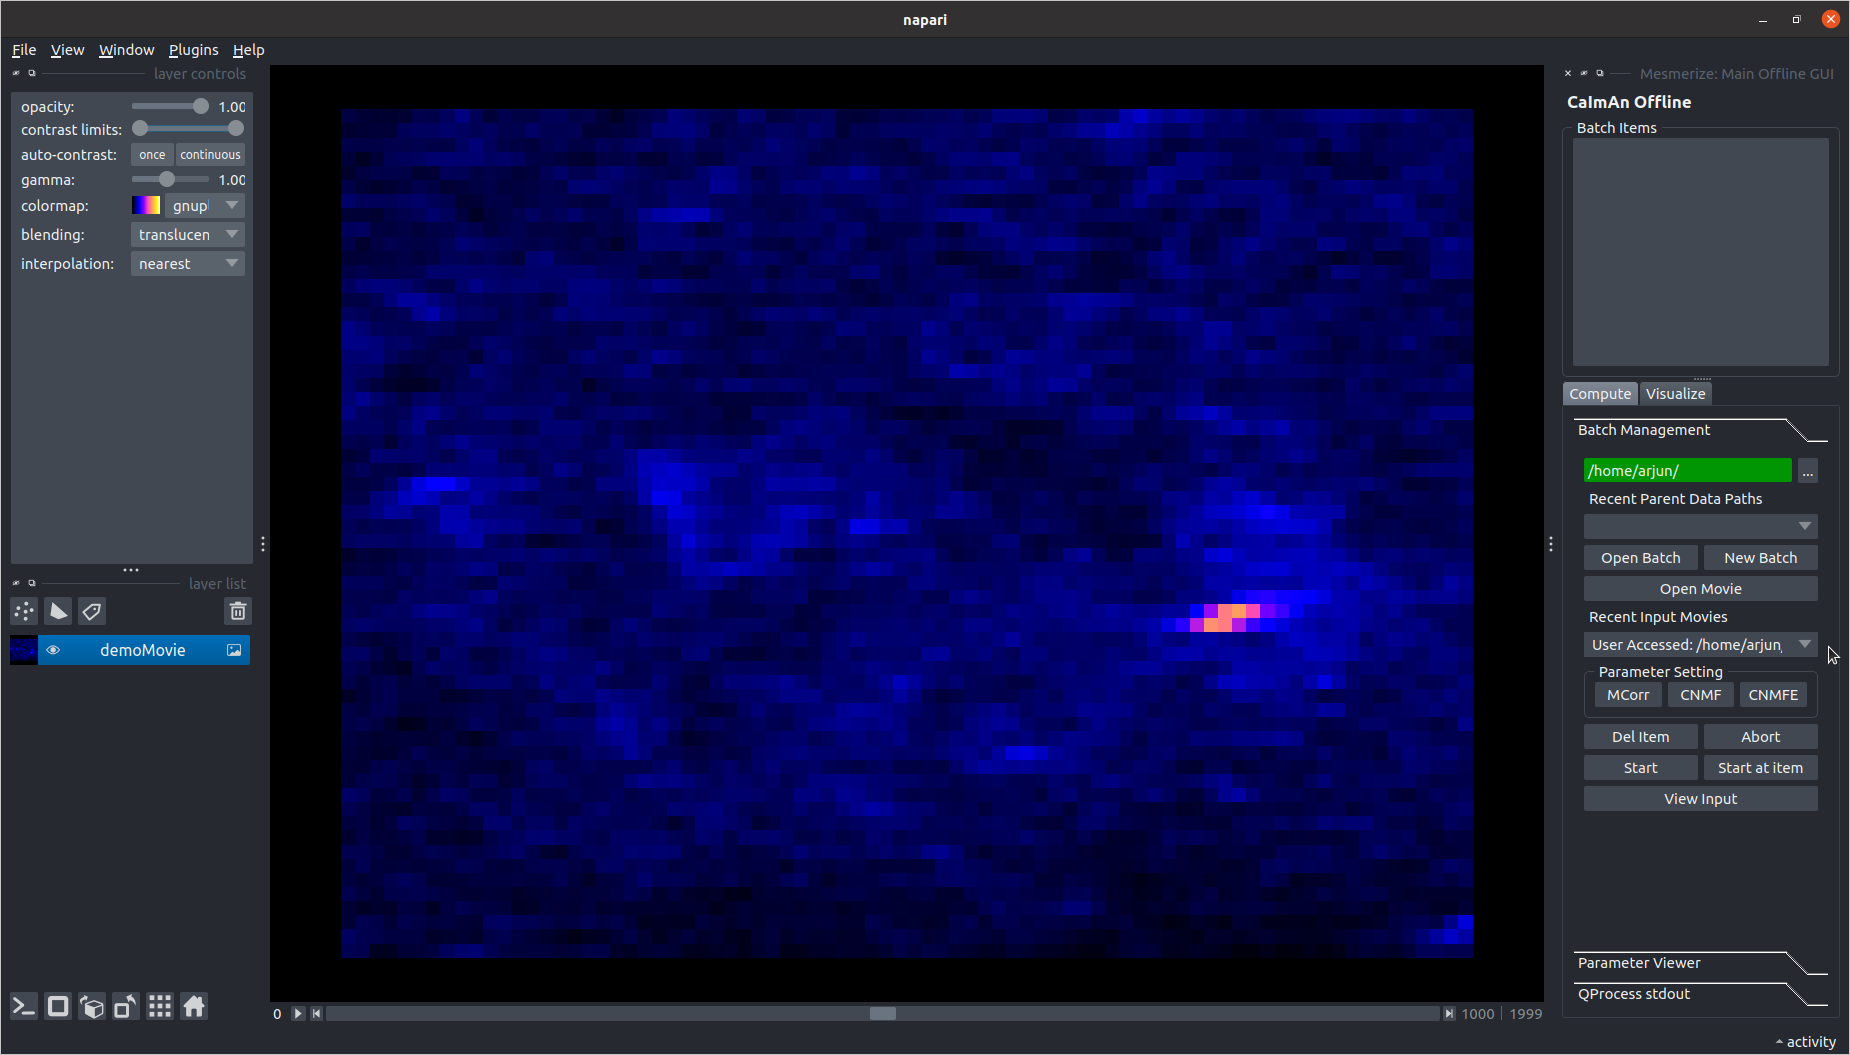 napari
File View Window Plugins Help
layer controls
opacity: 1.00
contrast limits:
auto-contrast: once continuous
gamma: 1.00
colormap: gnup
blending: translucen
interpolation: nearest
layer list
demoMovie
0 1000 1999
Mesmerize: Main Offline GUI
CaImAn Offline
Batch Items
Compute Visualize
Batch Management
/home/arjun/ ...
Recent Parent Data Paths
Open Batch New Batch
Open Movie
Recent Input Movies
User Accessed: /home/arjun
Parameter Setting
MCorr CNMF CNMFE
Del Item Abort
Start Start at item
View Input
Parameter Viewer
QProcess stdout
activity